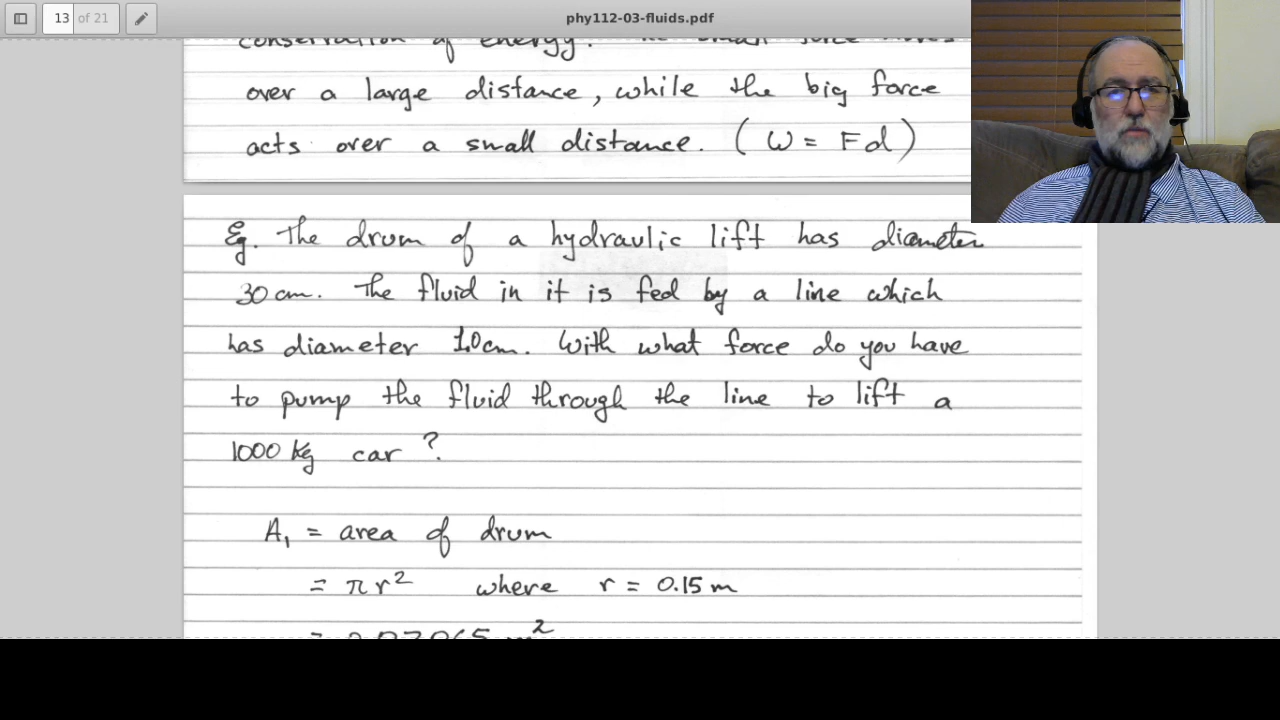 13 of 21
phy112-03-fluids.pdf
conservation of energy.
over a large distance, while the big force
acts over a small distance. (W = Fd)
Eg. The drum of a hydraulic lift has diameter
30 cm. The fluid in it is fed by a line which
has diameter 1.0 cm. With what force do you have
to pump the fluid through the line to lift a
1000 kg car?
A₁ = area of drum
= πr² where r = 0.15 m